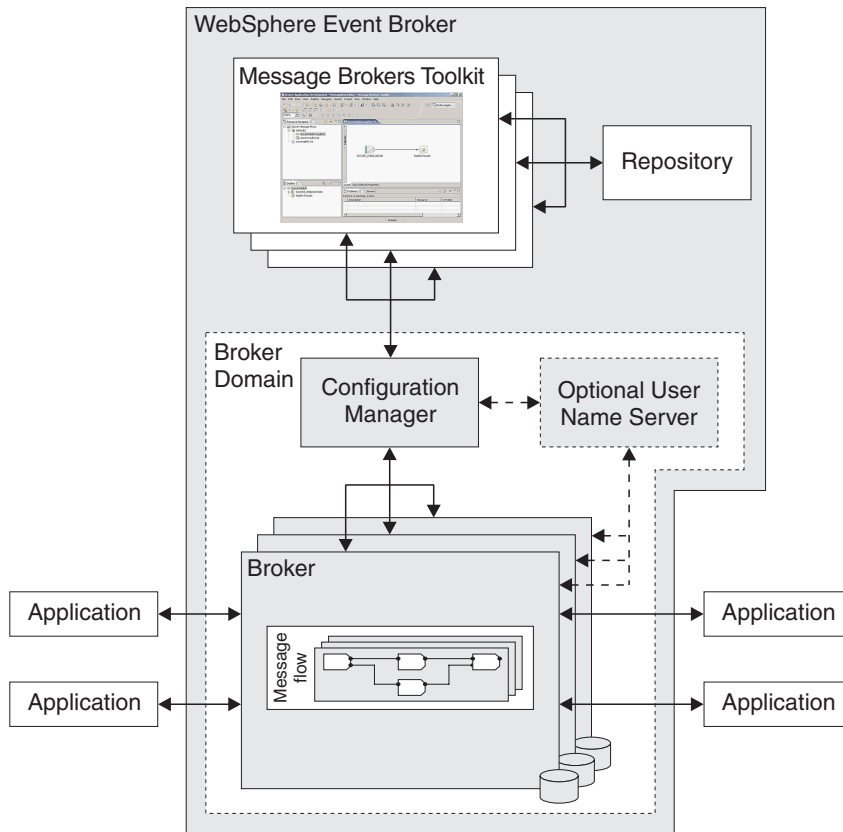 WebSphere Event Broker
Message Brokers Toolkit
Repository
Broker
Domain
Configuration
Manager
Optional User
Name Server
Broker
Application
Application
Message
flow
Application
Application